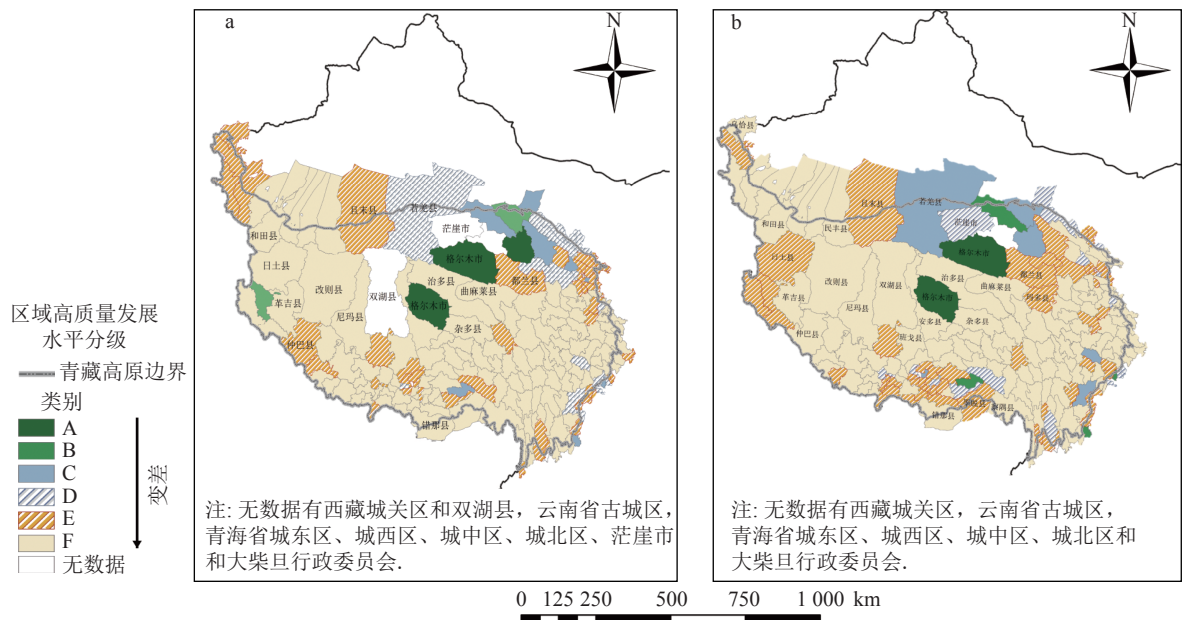 a
N
和田县
日土县
革吉县
改则县
仲巴县
尼玛县
双湖县
且末县
若羌县
茫崖市
格尔木市
都兰县
治多县
曲麻莱县
格尔木市
杂多县
错那县
注: 无数据有西藏城关区和双湖县，云南省古城区，
青海省城东区、城西区、城中区、城北区、茫崖市
和大柴旦行政委员会.
b
N
乌恰县
和田县
民丰县
且末县
若羌县
茫崖市
格尔木市
日土县
革吉县
改则县
仲巴县
尼玛县
双湖县
治多县
曲麻莱县
都兰县
玛多县
格尔木市
安多县
杂多县
班戈县
错那县
注: 无数据有西藏城关区，云南省古城区，
青海省城东区、城西区、城中区、城北区和
大柴旦行政委员会.
区域高质量发展
水平分级
青藏高原边界
类别
A
B
C
D
E
F
无数据
变差
0 125 250 500 750 1 000 km